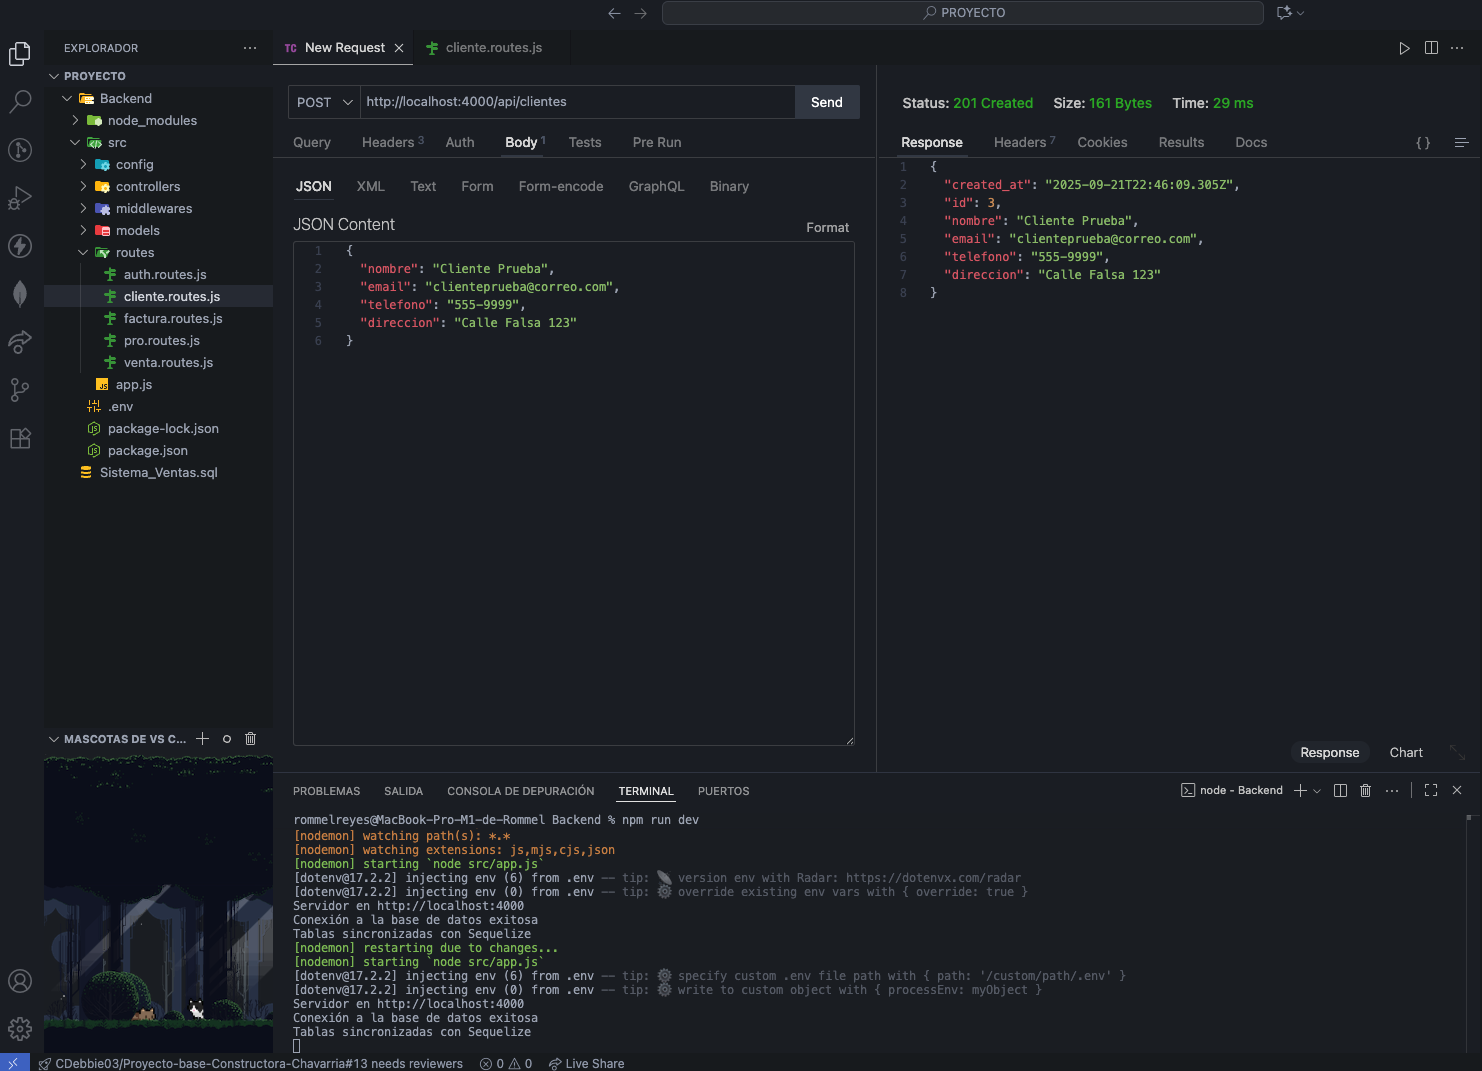 PROYECTO
EXPLORADOR
PROYECTO
Backend
node_modules
src
config
controllers
middlewares
models
routes
auth.routes.js
cliente.routes.js
factura.routes.js
pro.routes.js
venta.routes.js
JS app.js
.env
package-lock.json
package.json
Sistema_Ventas.sql
MASCOTAS DE VS C...
TC New Request
cliente.routes.js
POST http://localhost:4000/api/clientes Send
Query Headers 3 Auth Body 1 Tests Pre Run
JSON XML Text Form Form-encode GraphQL Binary
JSON Content Format
1 {
2 "nombre": "Cliente Prueba",
3 "email": "clienteprueba@correo.com",
4 "telefono": "555-9999",
5 "direccion": "Calle Falsa 123"
6 }
Status: 201 Created Size: 161 Bytes Time: 29 ms
Response Headers 7 Cookies Results Docs { }
1 {
2 "created_at": "2025-09-21T22:46:09.305Z",
3 "id": 3,
4 "nombre": "Cliente Prueba",
5 "email": "clienteprueba@correo.com",
6 "telefono": "555-9999",
7 "direccion": "Calle Falsa 123"
8 }
Response Chart
PROBLEMAS SALIDA CONSOLA DE DEPURACIÓN TERMINAL PUERTOS
node - Backend
rommelreyes@MacBook-Pro-M1-de-Rommel Backend % npm run dev
[nodemon] watching path(s): *.*
[nodemon] watching extensions: js,mjs,cjs,json
[nodemon] starting `node src/app.js`
[dotenv@17.2.2] injecting env (6) from .env -- tip: 📡 version env with Radar: https://dotenvx.com/radar
[dotenv@17.2.2] injecting env (0) from .env -- tip: ⚙️ override existing env vars with { override: true }
Servidor en http://localhost:4000
Conexión a la base de datos exitosa
Tablas sincronizadas con Sequelize
[nodemon] restarting due to changes...
[nodemon] starting `node src/app.js`
[dotenv@17.2.2] injecting env (6) from .env -- tip: ⚙️ specify custom .env file path with { path: '/custom/path/.env' }
[dotenv@17.2.2] injecting env (0) from .env -- tip: ⚙️ write to custom object with { processEnv: myObject }
Servidor en http://localhost:4000
Conexión a la base de datos exitosa
Tablas sincronizadas con Sequelize
CDebbie03/Proyecto-base-Constructora-Chavarria#13 needs reviewers 0 0 Live Share